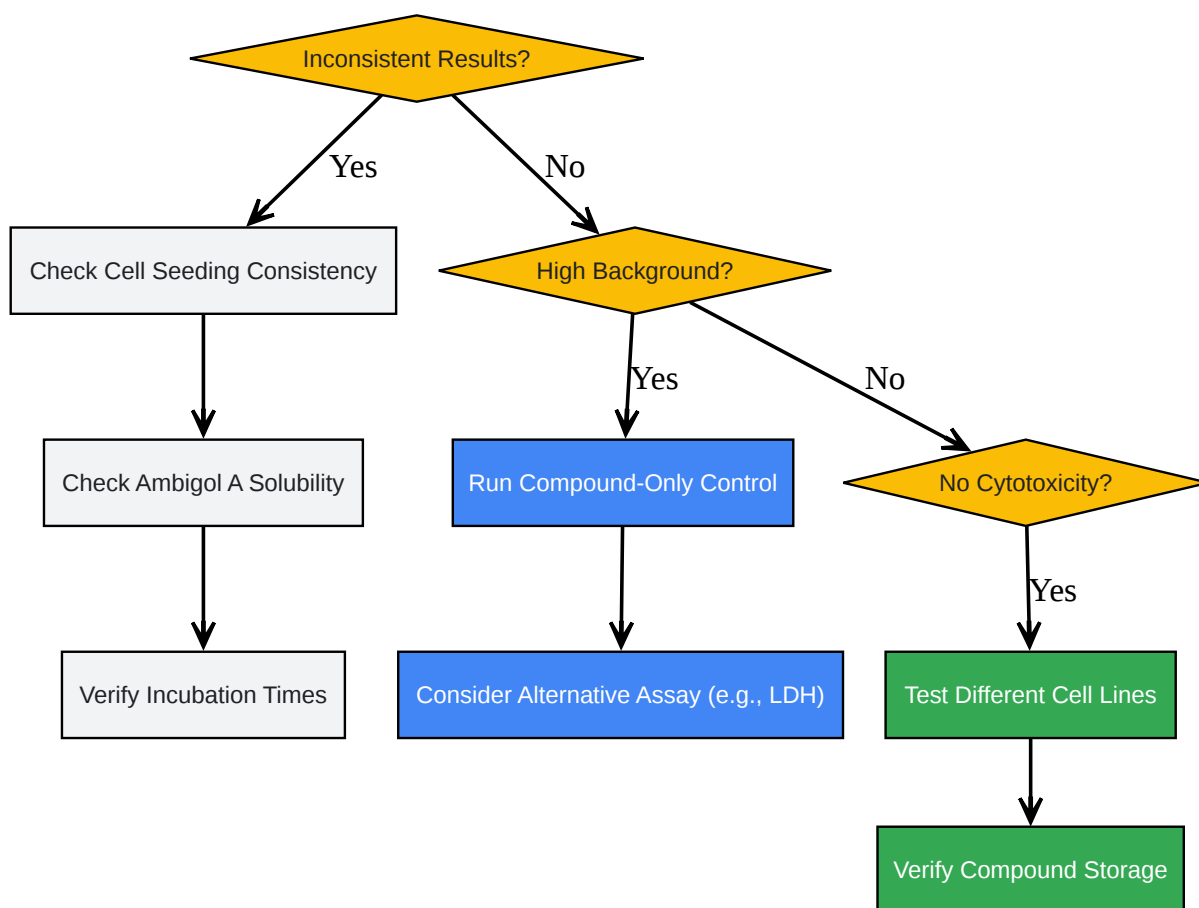 Inconsistent Results?
Yes
No
Check Cell Seeding Consistency
High Background?
Yes
No
Check Ambigol A Solubility
Run Compound-Only Control
No Cytotoxicity?
Yes
Verify Incubation Times
Consider Alternative Assay (e.g., LDH)
Test Different Cell Lines
Verify Compound Storage